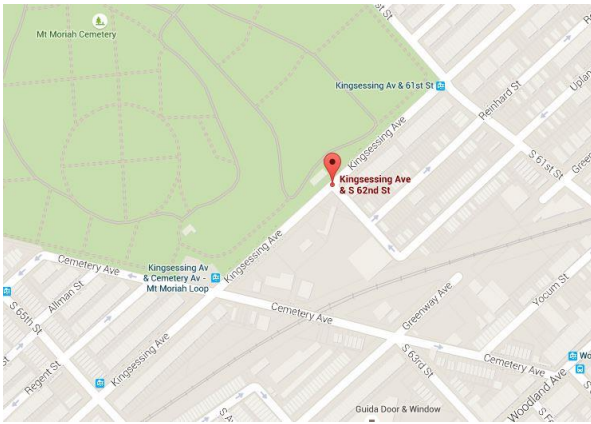 Mt Moriah Cemetery
Kingsessing Av & 61st St
Reinhard St
Kingsessing Ave
S 61st St
Kingsessing Ave
& S 62nd St
Kingsessing Ave
Cemetery Ave
Kingsessing Av
& Cemetery Av -
Mt Moriah Loop
Allman St
S 65th St
Cemetery Ave
Greenway Ave
Yocum St
Regent St
Kingsessing Ave
S 63rd St
Cemetery Ave
Woodland Ave
Guida Door & Window